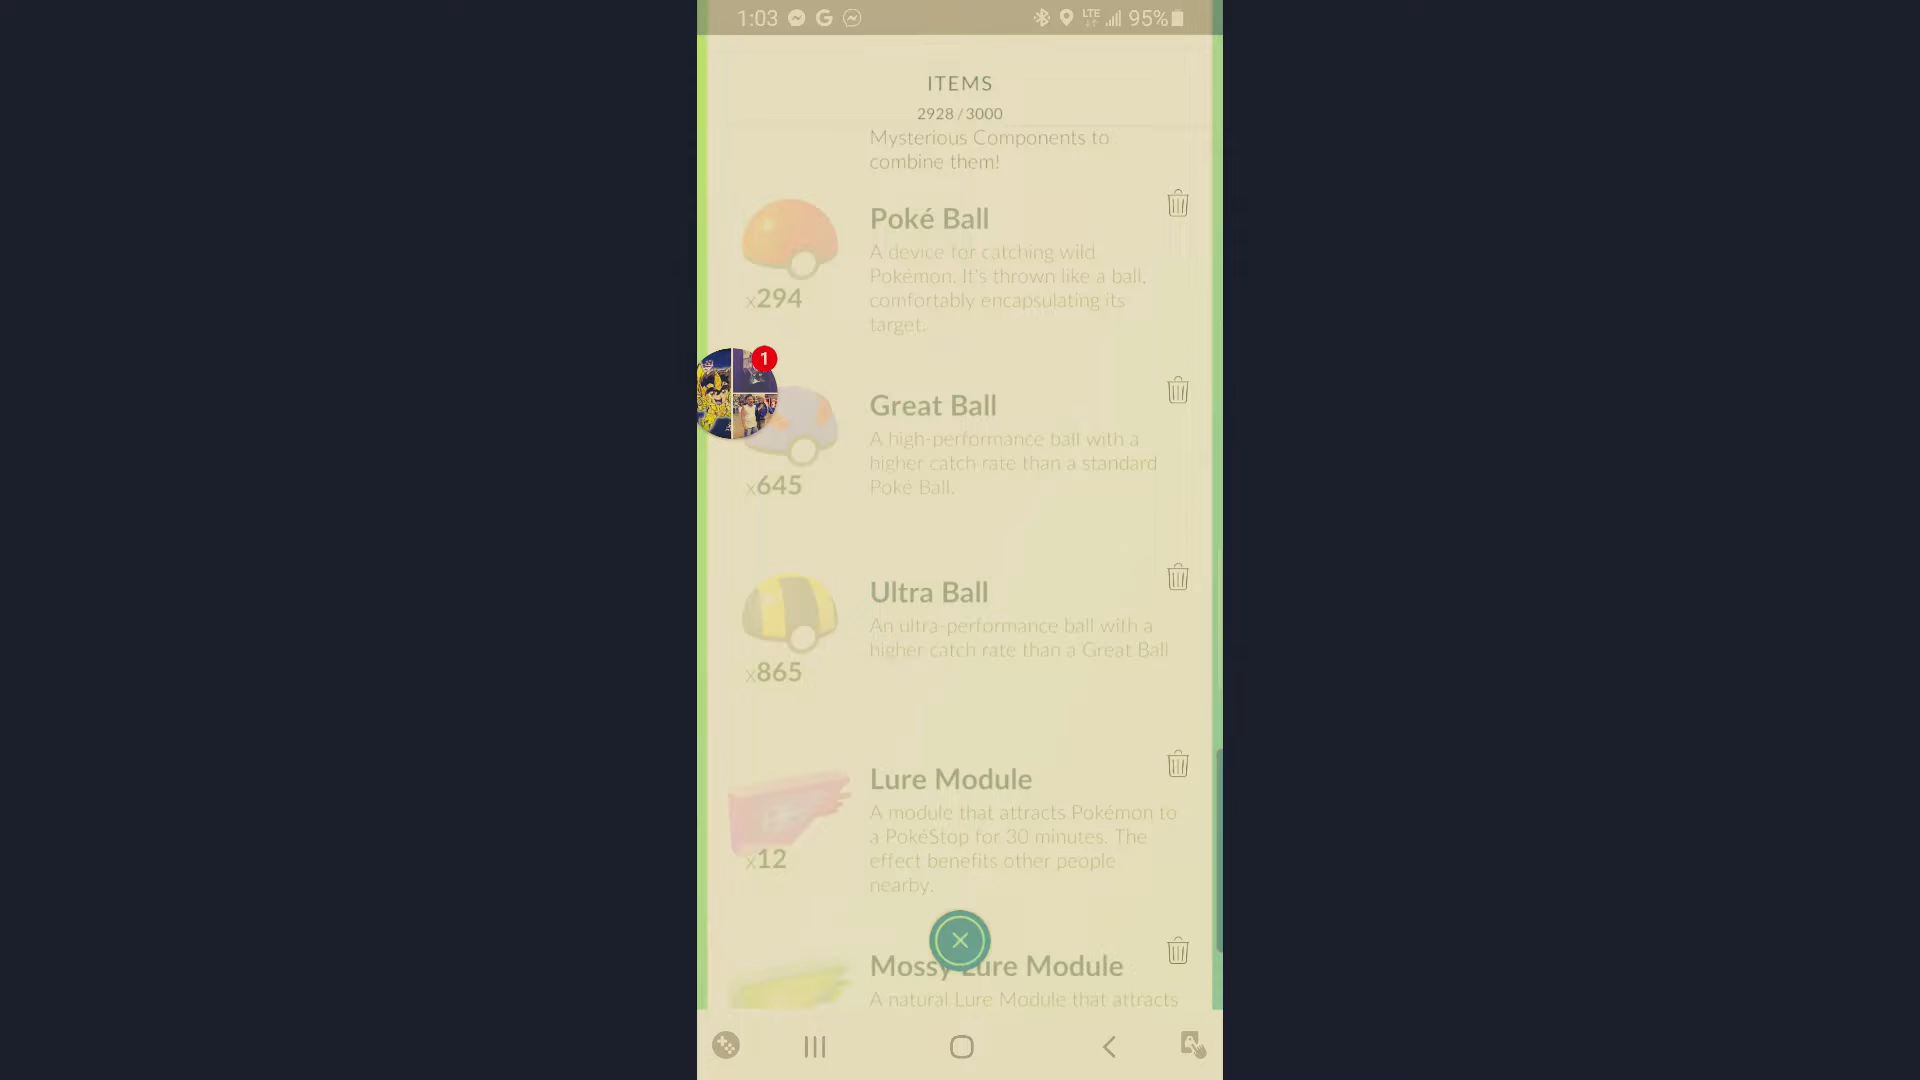 1:03
LTE
95%
ITEMS
2928 / 3000
Mysterious Components to
combine them!
Poké Ball
A device for catching wild
Pokémon. It's thrown like a ball,
comfortably encapsulating its
target.
x294
1
Great Ball
A high-performance ball with a
higher catch rate than a standard
Poké Ball.
x645
Ultra Ball
An ultra-performance ball with a
higher catch rate than a Great Ball
x865
Lure Module
A module that attracts Pokémon to
a PokéStop for 30 minutes. The
effect benefits other people
nearby.
x12
Mossy Lure Module
A natural Lure Module that attracts